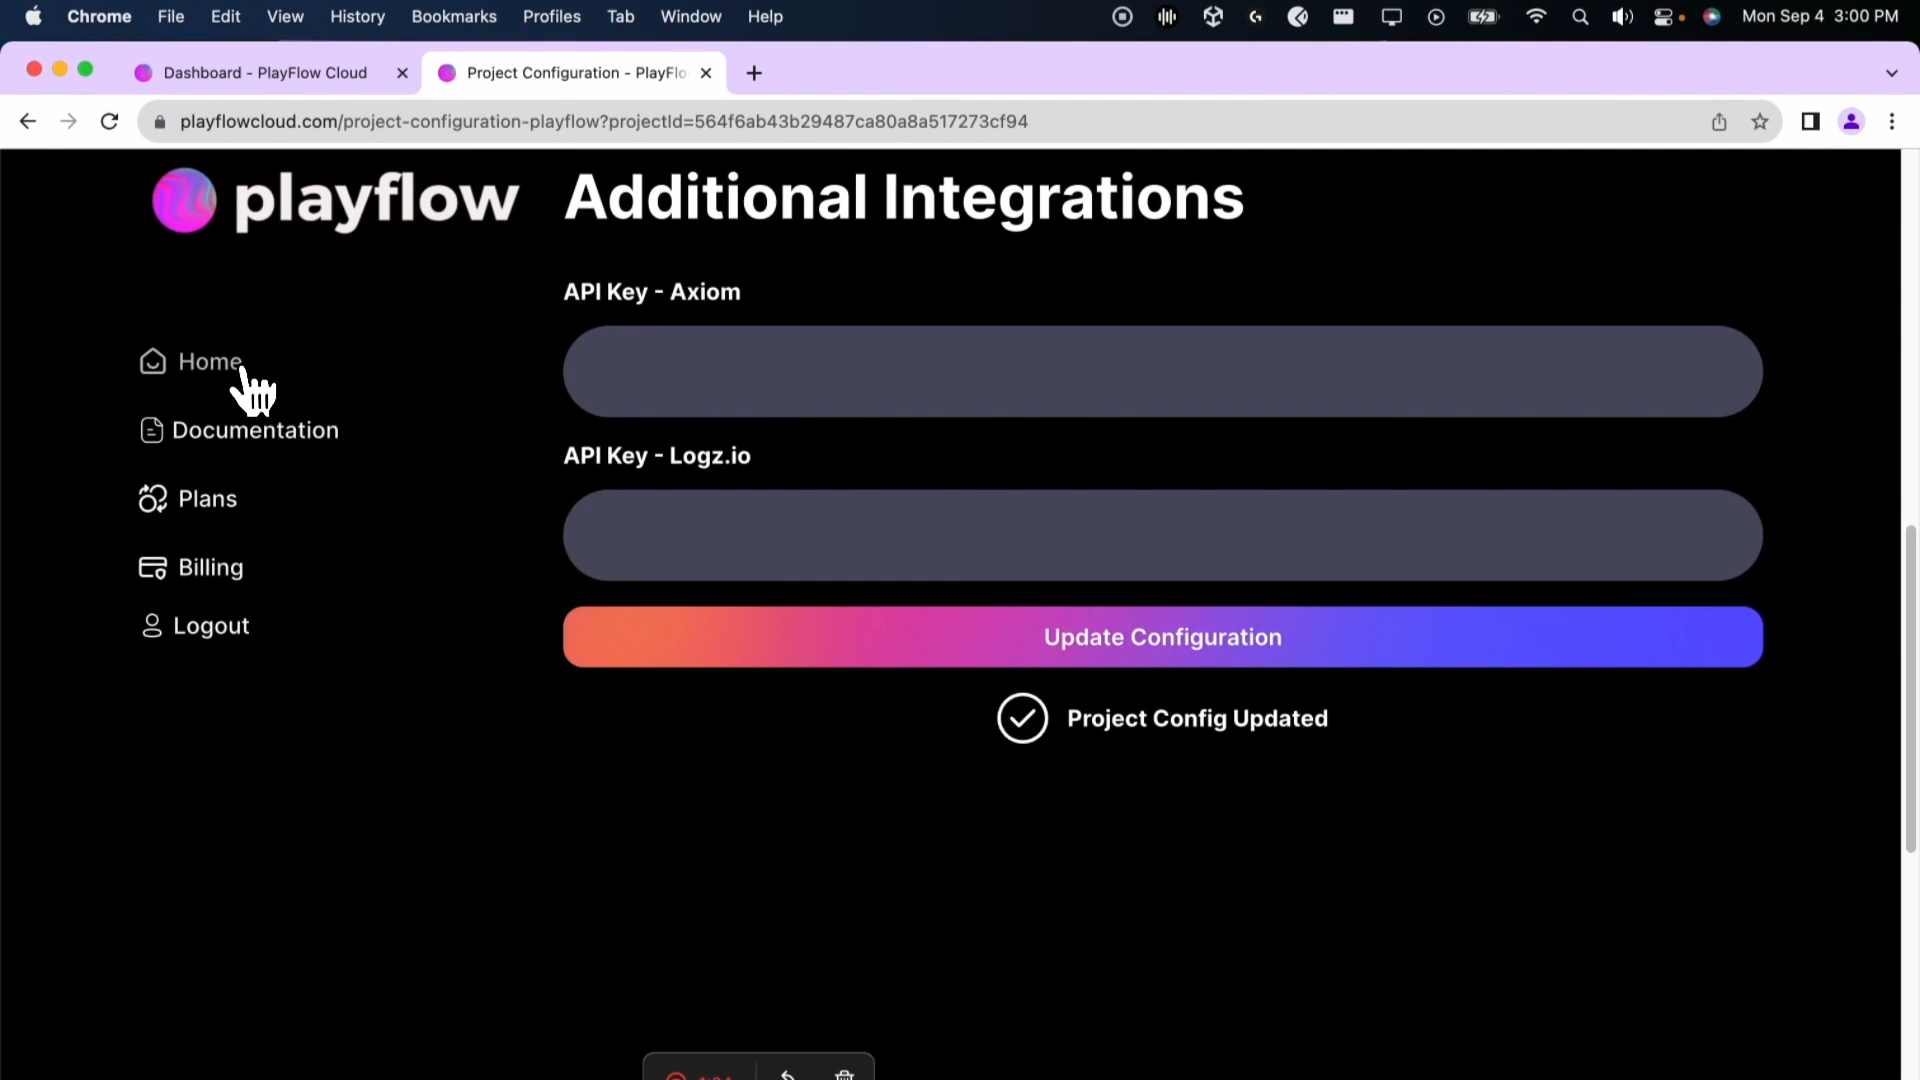 Chrome File Edit View History Bookmarks Profiles Tab Window Help Mon Sep 4 3:00 PM
Dashboard - PlayFlow Cloud Project Configuration - PlayFlo
playflowcloud.com/project-configuration-playflow?projectId=564f6ab43b29487ca80a8a517273cf94
playflow Additional Integrations
API Key - Axiom
Home
Documentation
API Key - Logz.io
Plans
Billing
Logout
Update Configuration
Project Config Updated